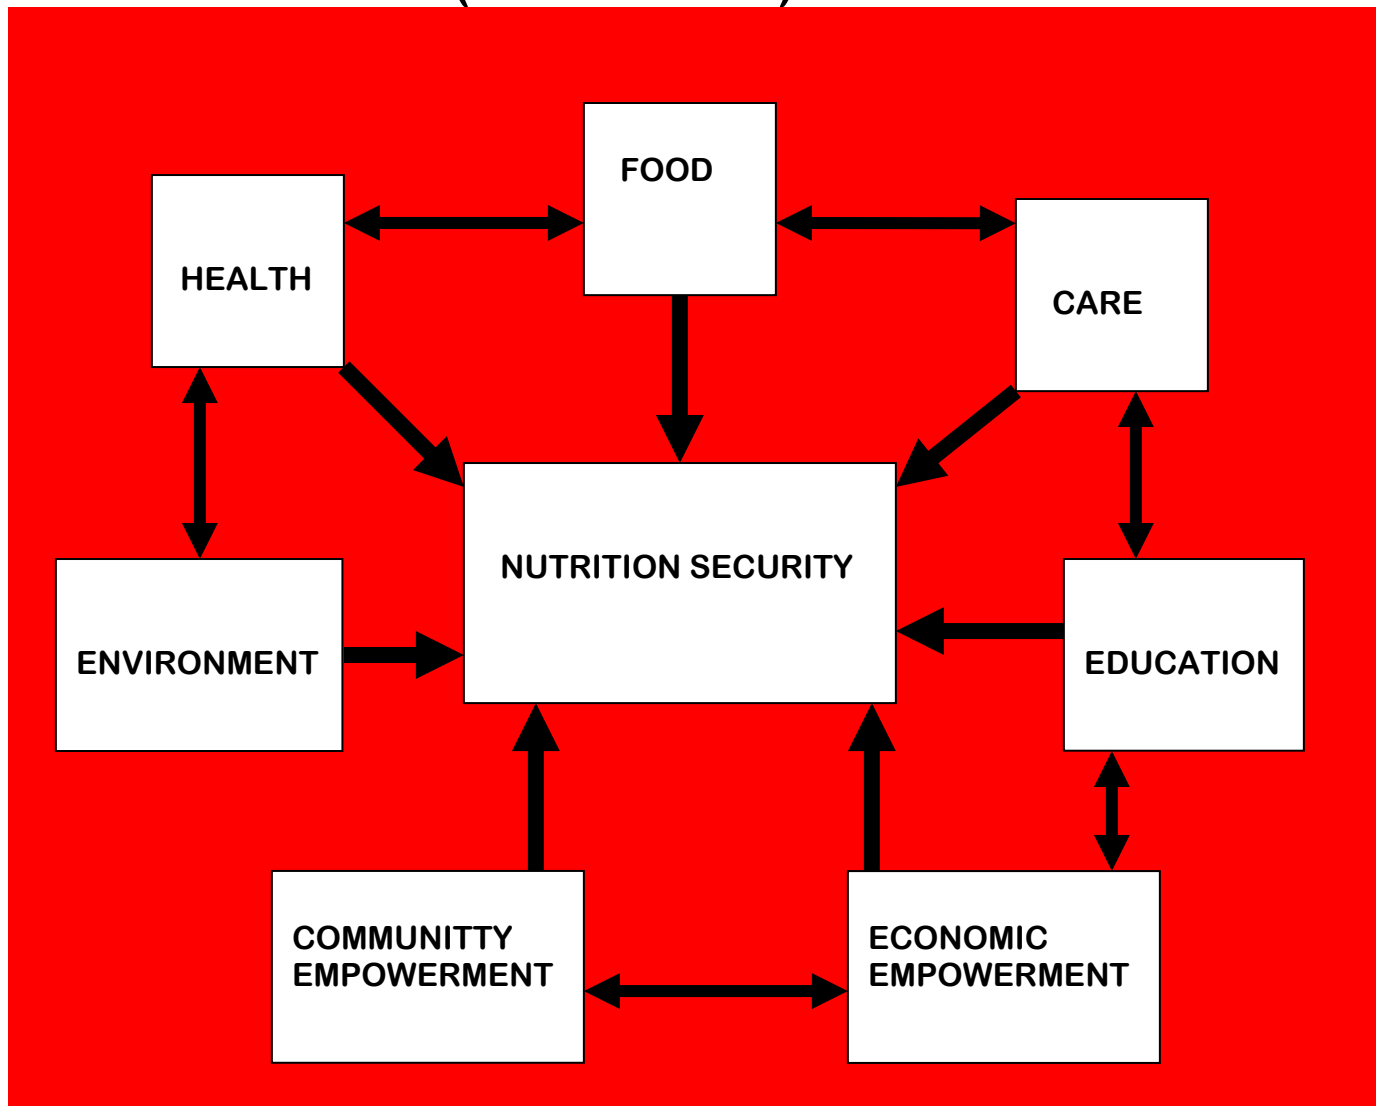 FOOD
HEALTH
CARE
NUTRITION SECURITY
ENVIRONMENT
EDUCATION
COMMUNITTY
EMPOWERMENT
ECONOMIC
EMPOWERMENT